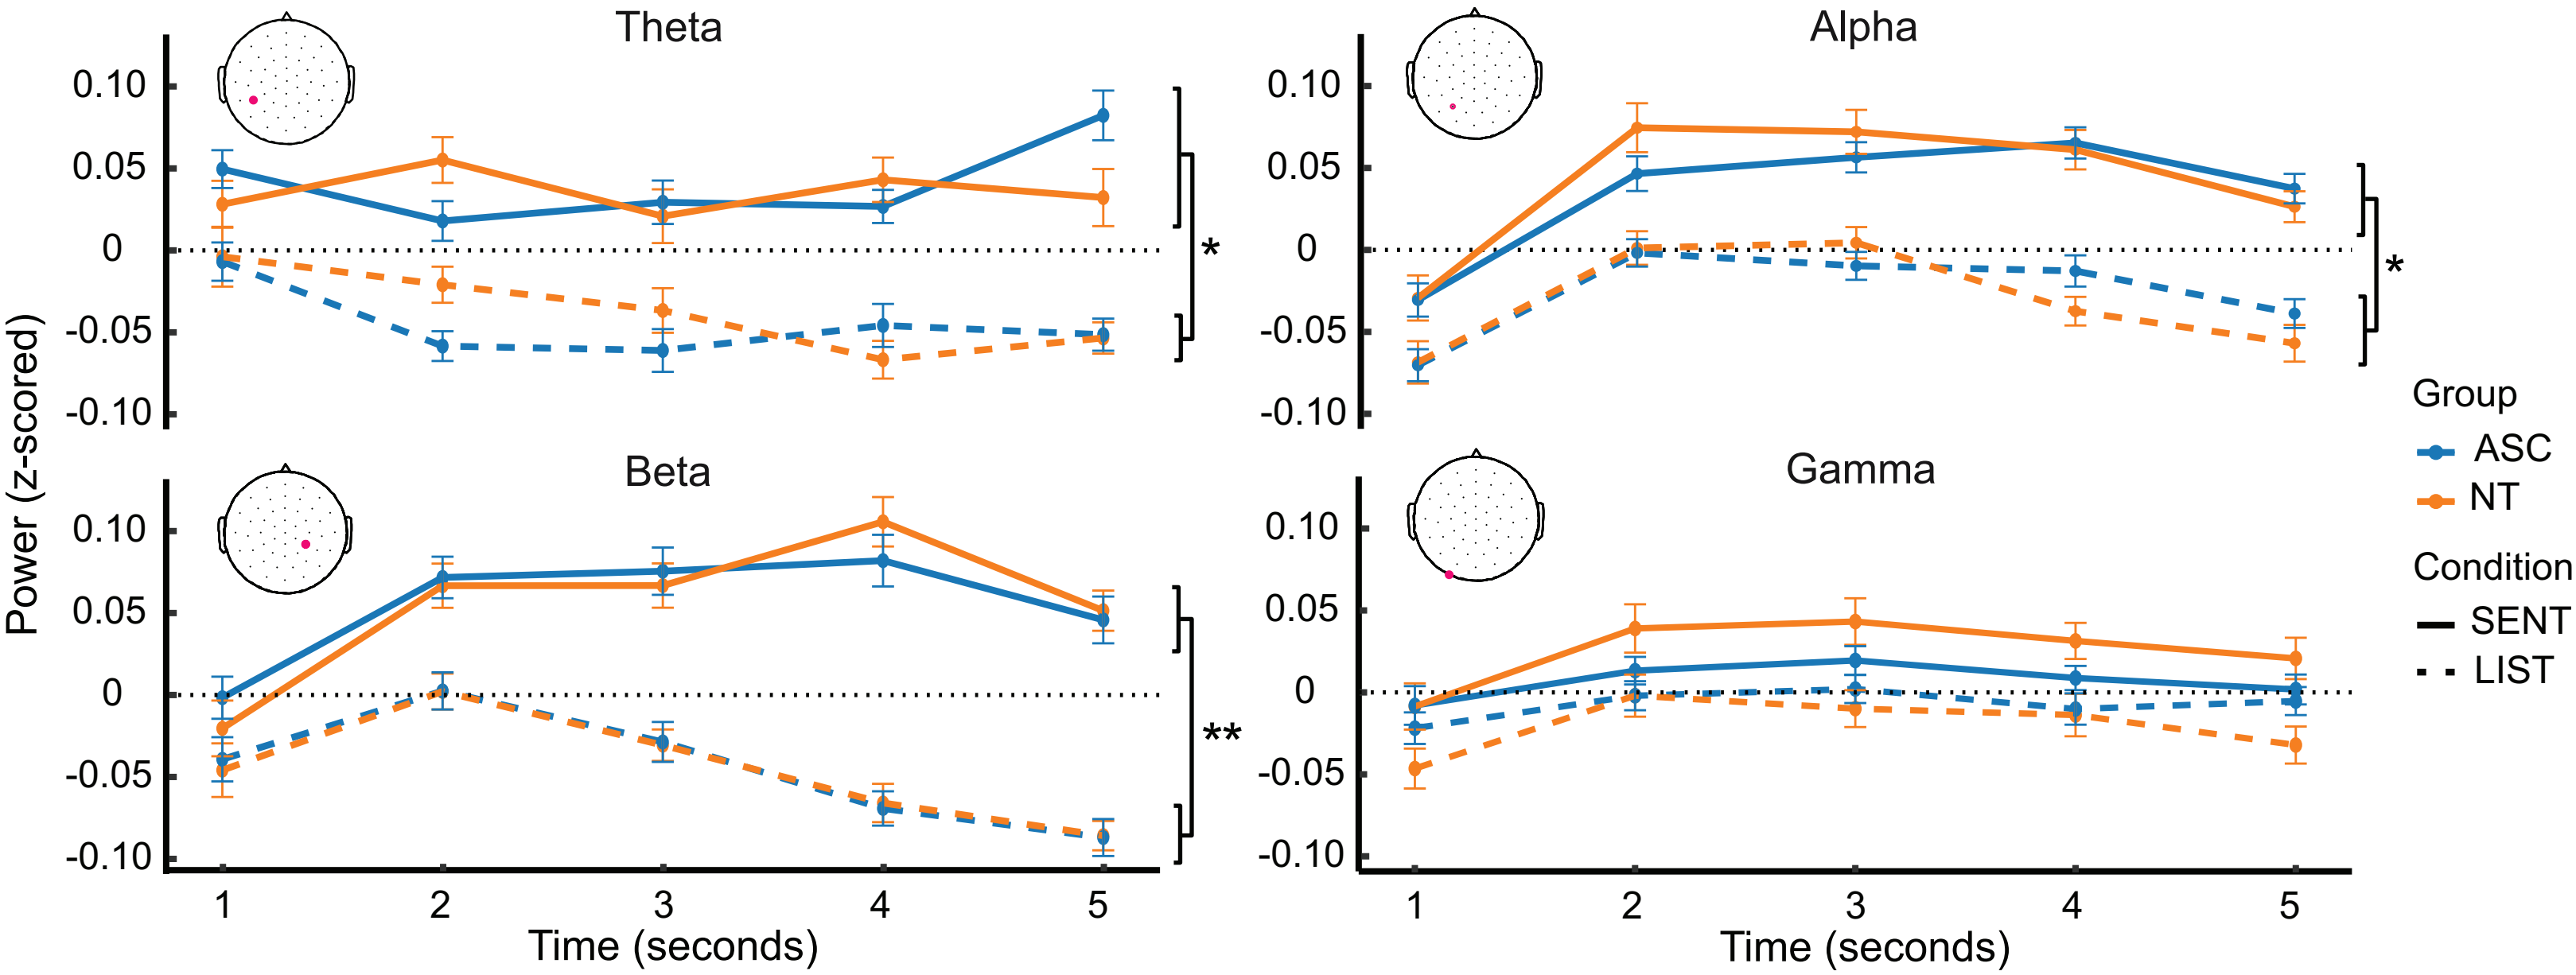 Theta
0.10
0.05
0
-0.05
-0.10
*
Alpha
0.10
0.05
0
-0.05
-0.10
*
Power (z-scored)
Beta
0.10
0.05
0
-0.05
-0.10
**
1 2 3 4 5
Time (seconds)
Gamma
0.10
0.05
0
-0.05
-0.10
1 2 3 4 5
Time (seconds)
Group
ASC
NT
Condition
SENT
LIST